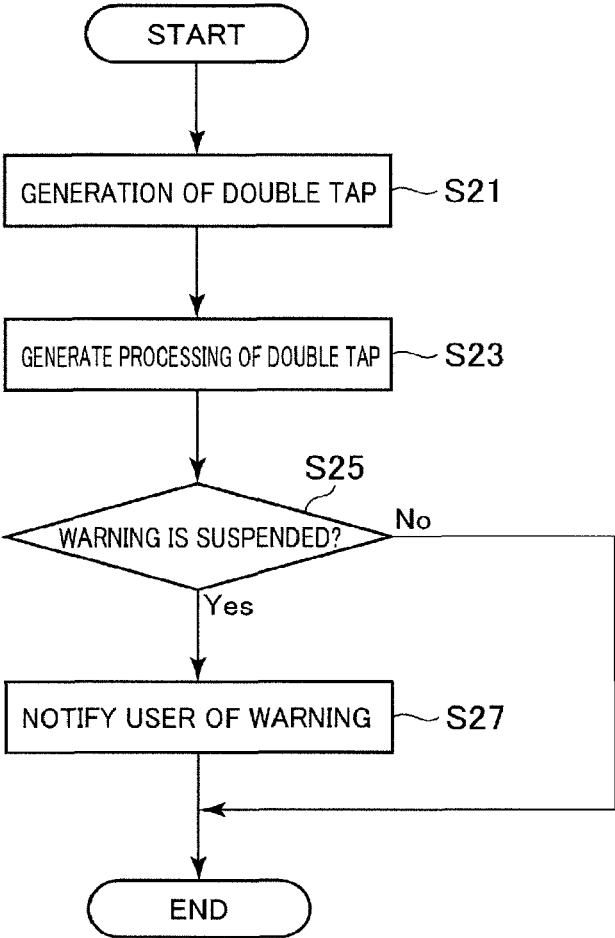 START
GENERATION OF DOUBLE TAP
S21
GENERATE PROCESSING OF DOUBLE TAP
S23
S25
WARNING IS SUSPENDED?
No
Yes
NOTIFY USER OF WARNING
S27
END